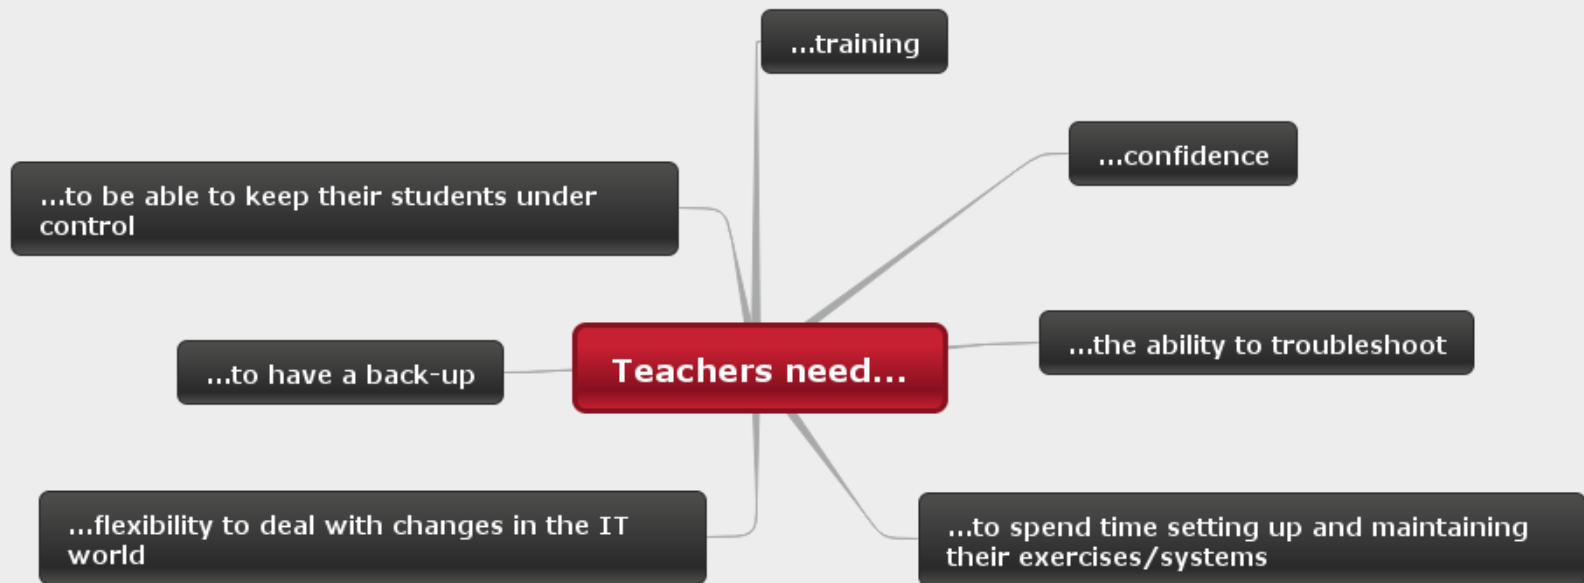 ...training
...confidence
...to be able to keep their students under
control
Teachers need...
...the ability to troubleshoot
...to have a back-up
...flexibility to deal with changes in the IT
world
...to spend time setting up and maintaining
their exercises/systems